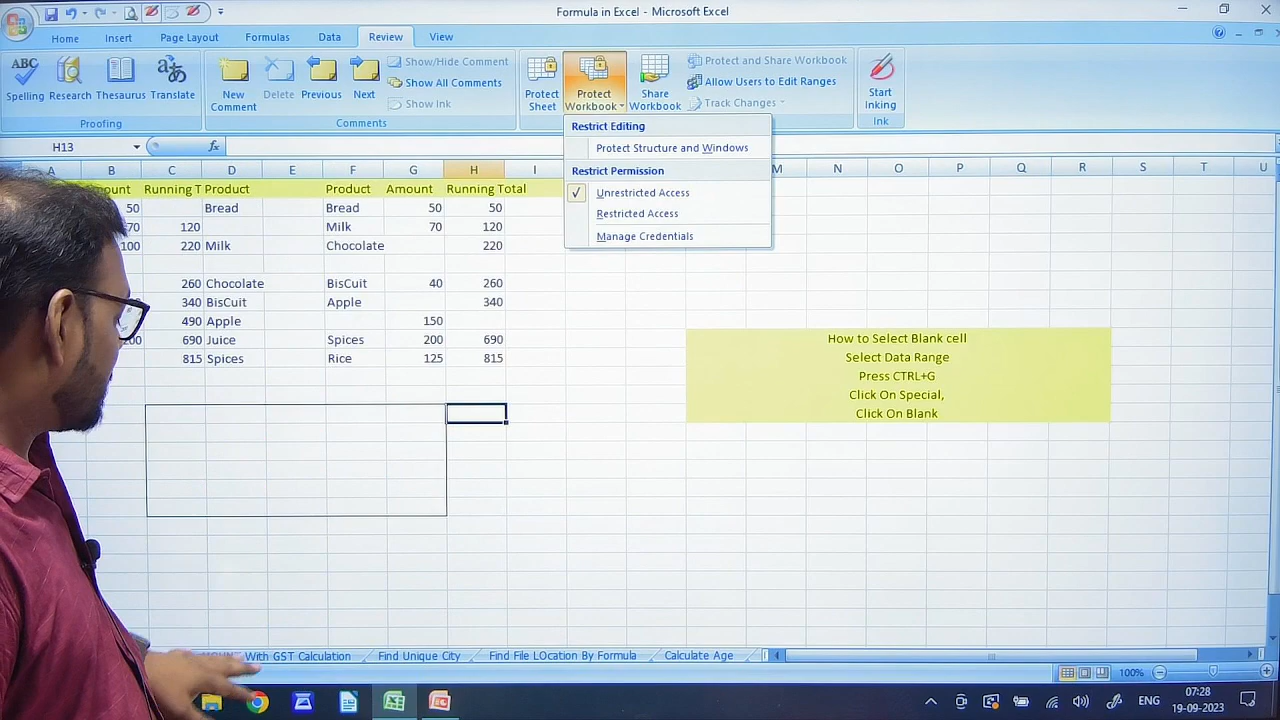 Formula in Excel - Microsoft Excel
Home Insert Page Layout Formulas Data Review View
ABC
Spelling Research Thesaurus Translate
Proofing
New Comment
Delete
Previous
Next
Show/Hide Comment
Show All Comments
Show Ink
Comments
Protect Sheet
Protect Workbook
Share Workbook
Protect and Share Workbook
Allow Users to Edit Ranges
Track Changes
Start Inking
Ink
Restrict Editing
Protect Structure and Windows
Restrict Permission
Unrestricted Access
Restricted Access
Manage Credentials
H13 fx
A B C D E F G H I M N O P Q R S T U
Product Product Amount Running Total
50 Bread Bread 50 50
70 120 Milk 70 120
100 220 Milk Chocolate 220
260 Chocolate BisCuit 40 260
340 BisCuit Apple 340
490 Apple 150
690 Juice Spices 200 690
815 Spices Rice 125 815
How to Select Blank cell
Select Data Range
Press CTRL+G
Click On Special,
Click On Blank
With GST Calculation Find Unique City Find File LOcation By Formula Calculate Age
100%
ENG
07:28
19-09-2023